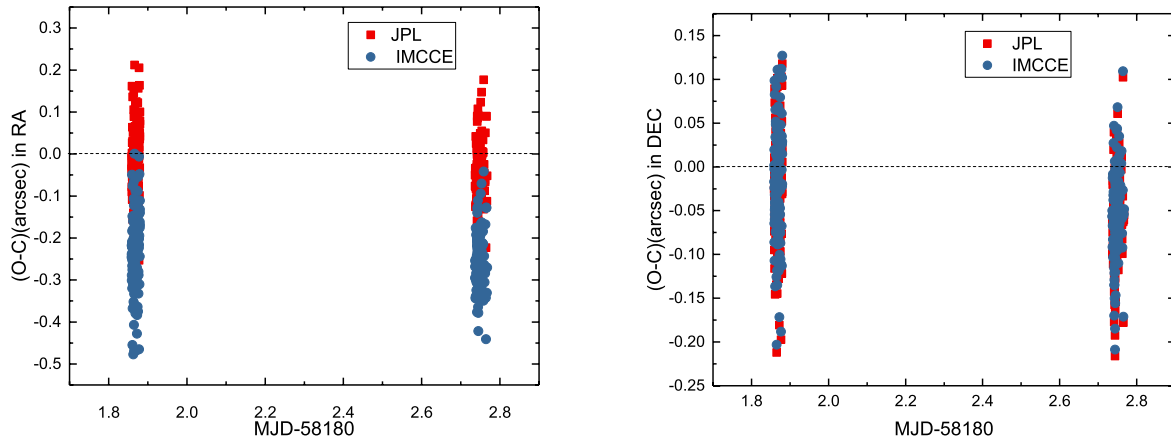 0.3
0.2
0.1
0.0
-0.1
-0.2
-0.3
-0.4
-0.5
(O-C)(arcsec) in RA
JPL
IMCCE
1.8 2.0 2.2 2.4 2.6 2.8
MJD-58180
0.15
0.10
0.05
0.00
-0.05
-0.10
-0.15
-0.20
-0.25
(O-C)(arcsec) in DEC
JPL
IMCCE
1.8 2.0 2.2 2.4 2.6 2.8
MJD-58180